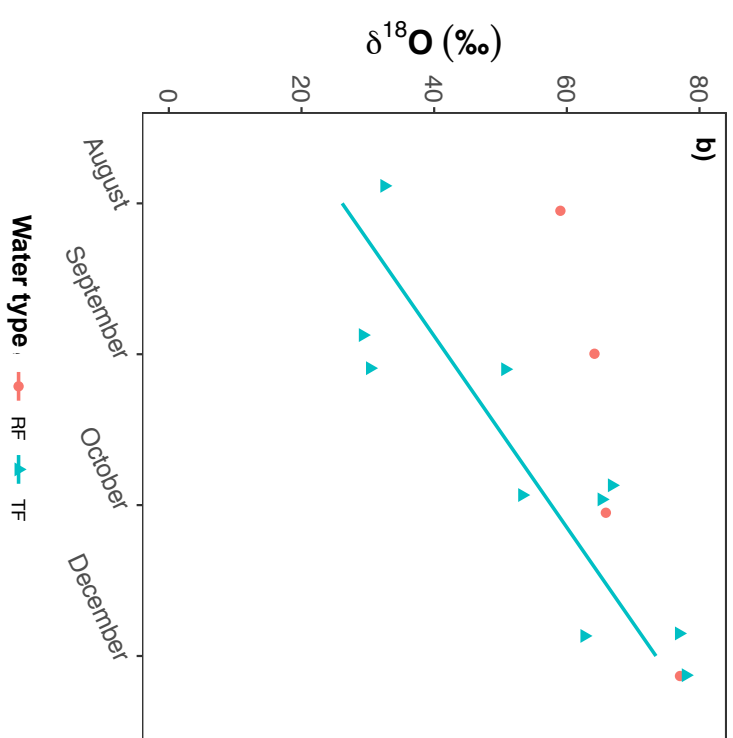 b)
δ¹⁸O (‰)
80
60
40
20
0
August
September
October
December
Water type
RF
TF